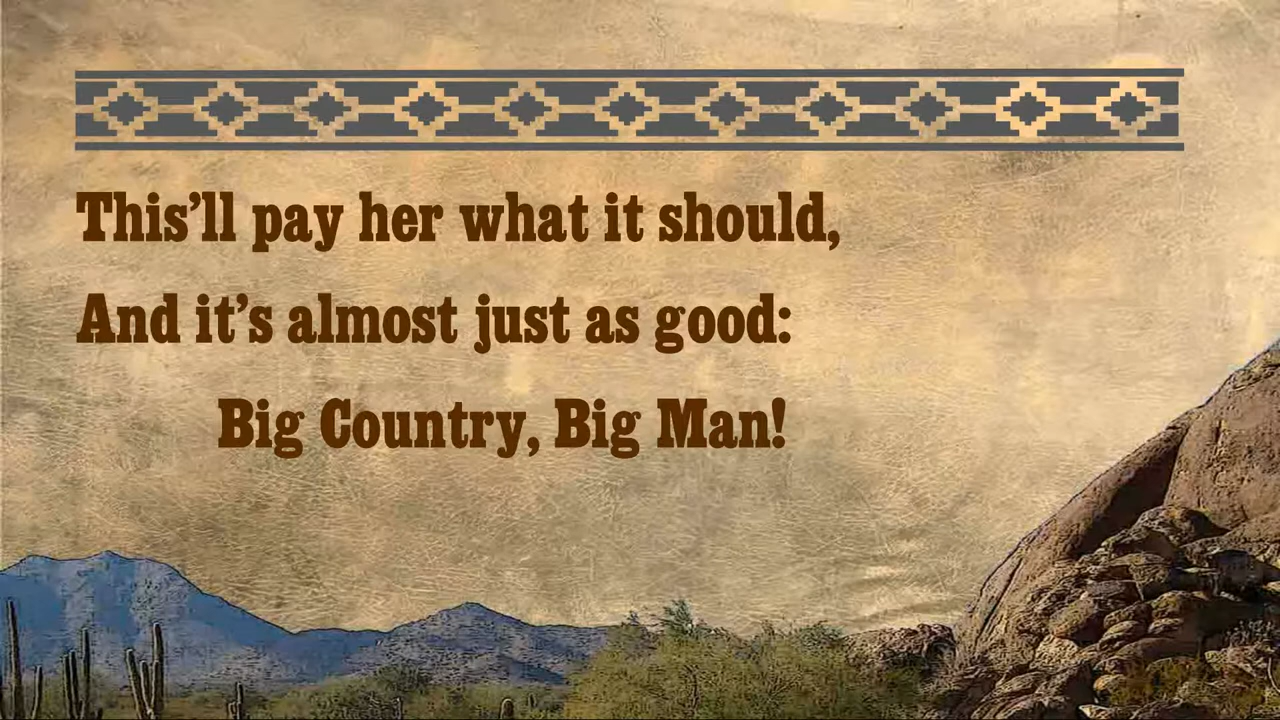 This’ll pay her what it should,
And it’s almost just as good:
Big Country, Big Man!